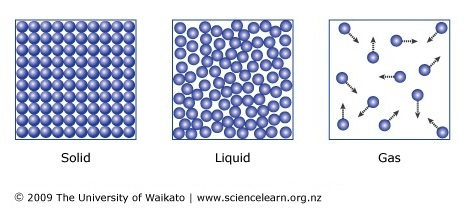 Solid
Liquid
Gas
© 2009 The University of Waikato | www.sciencelearn.org.nz